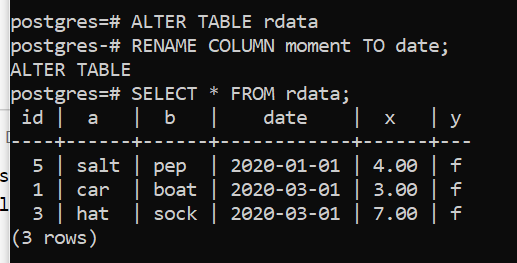 postgres=# ALTER TABLE rdata
postgres-# RENAME COLUMN moment TO date;
ALTER TABLE
postgres=# SELECT * FROM rdata;
 id |  a   |  b   |    date    |  x   | y
----+------+------+------------+------+---
  5 | salt | pep  | 2020-01-01 | 4.00 | f
  1 | car  | boat | 2020-03-01 | 3.00 | f
  3 | hat  | sock | 2020-03-01 | 7.00 | f
(3 rows)